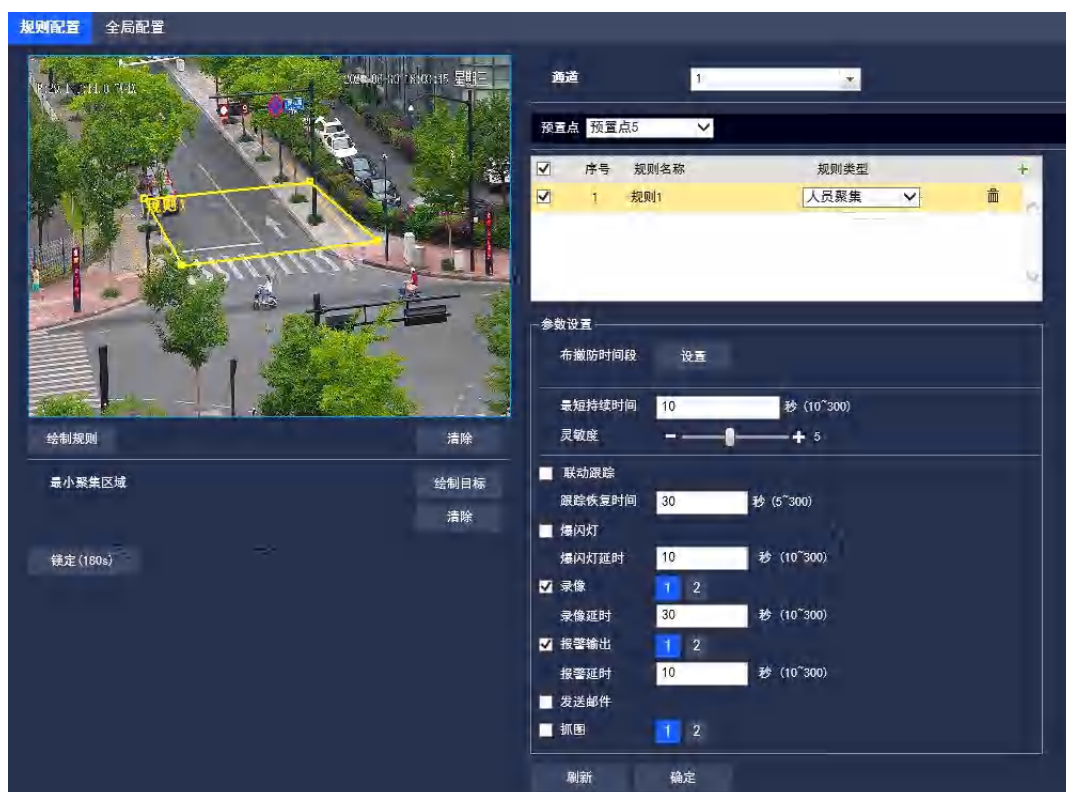 规则配置 全局配置
通道 1
预置点 预置点5
序号 规则名称 规则类型 +
1 规则1 人员聚集
规则1
星期三
参数设置
布撤防时间段 设置
最短持续时间 10 秒 (10~300)
灵敏度 - + 5
绘制规则 清除
最小聚集区域 绘制目标
清除
锁定(180s)
联动跟踪
跟踪恢复时间 30 秒 (5~300)
爆闪灯
爆闪灯延时 10 秒 (10~300)
录像 1 2
录像延时 30 秒 (10~300)
报警输出 1 2
报警延时 10 秒 (10~300)
发送邮件
抓图 1 2
刷新 确定